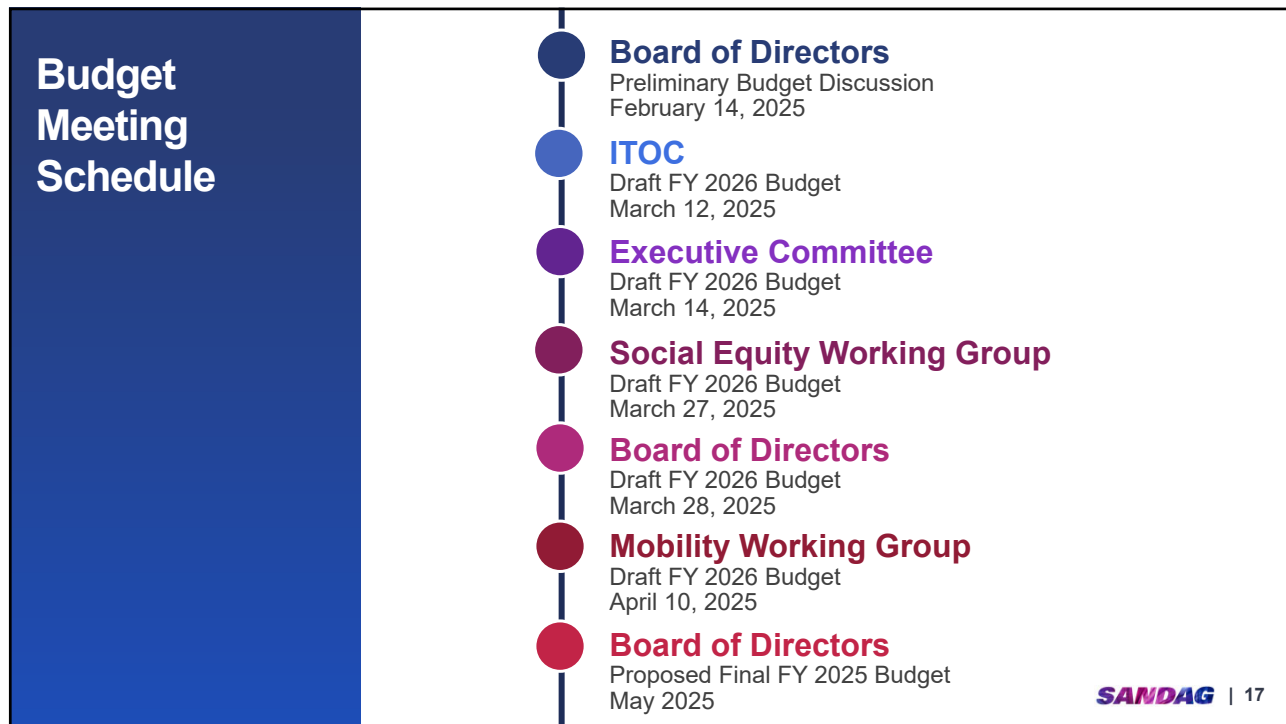 Budget
Meeting
Schedule
Board of Directors
Preliminary Budget Discussion
February 14, 2025
ITOC
Draft FY 2026 Budget
March 12, 2025
Executive Committee
Draft FY 2026 Budget
March 14, 2025
Social Equity Working Group
Draft FY 2026 Budget
March 27, 2025
Board of Directors
Draft FY 2026 Budget
March 28, 2025
Mobility Working Group
Draft FY 2026 Budget
April 10, 2025
Board of Directors
Proposed Final FY 2025 Budget
May 2025
SANDAG | 17